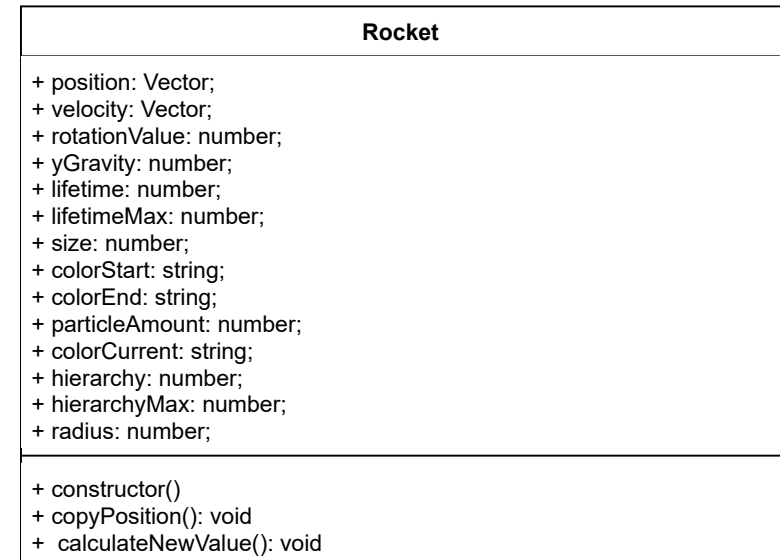 Rocket
+ position: Vector;
+ velocity: Vector;
+ rotationValue: number;
+ yGravity: number;
+ lifetime: number;
+ lifetimeMax: number;
+ size: number;
+ colorStart: string;
+ colorEnd: string;
+ particleAmount: number;
+ colorCurrent: string;
+ hierarchy: number;
+ hierarchyMax: number;
+ radius: number;
+ constructor()
+ copyPosition(): void
+  calculateNewValue(): void